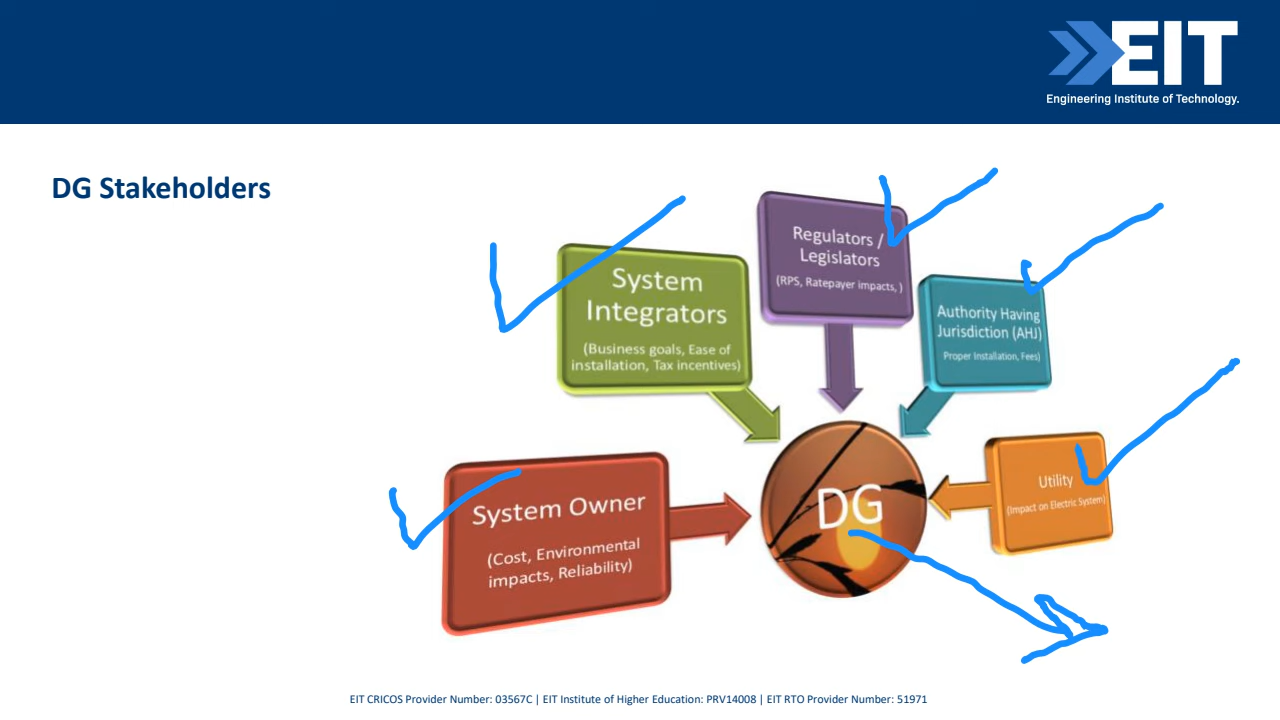 EIT
Engineering Institute of Technology.
DG Stakeholders
System
Integrators
(Business goals, Ease of
installation, Tax incentives)
Regulators /
Legislators
(RPS, Ratepayer impacts, )
Authority Having
Jurisdiction (AHJ)
Proper Installation, Fees)
System Owner
(Cost, Environmental
impacts, Reliability)
DG
Utility
(Impact on Electric System)
EIT CRICOS Provider Number: 03567C | EIT Institute of Higher Education: PRV14008 | EIT RTO Provider Number: 51971